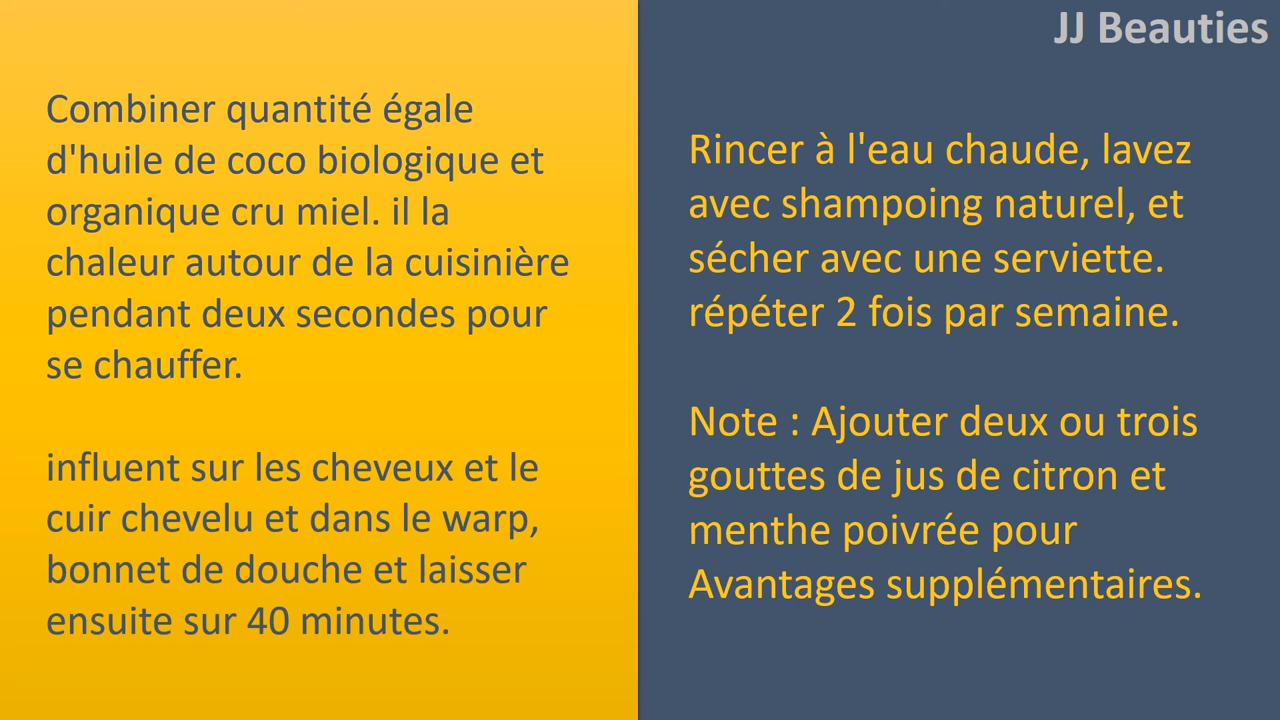 JJ Beauties
Combiner quantité égale
d'huile de coco biologique et
organique cru miel. il la
chaleur autour de la cuisinière
pendant deux secondes pour
se chauffer.
influent sur les cheveux et le
cuir chevelu et dans le warp,
bonnet de douche et laisser
ensuite sur 40 minutes.
Rincer à l'eau chaude, lavez
avec shampoing naturel, et
sécher avec une serviette.
répéter 2 fois par semaine.
Note : Ajouter deux ou trois
gouttes de jus de citron et
menthe poivrée pour
Avantages supplémentaires.